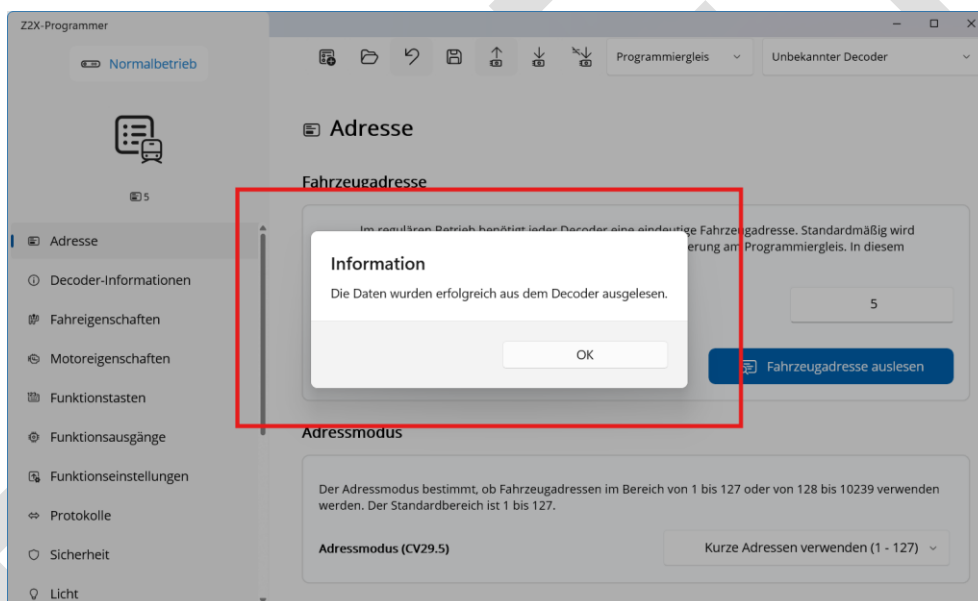 Z2X-Programmer
Normalbetrieb
Programmiergleis
Unbekannter Decoder
5
Adresse
Decoder-Informationen
Fahreigenschaften
Motoreigenschaften
Funktionstasten
Funktionsausgänge
Funktionseinstellungen
Protokolle
Sicherheit
Licht
Adresse
Fahrzeugadresse
Im regulären Betrieb benötigt jeder Decoder eine eindeutige Fahrzeugadresse. Standardmäßig wird
erung am Programmiergleis. In diesem
5
Fahrzeugadresse auslesen
Information
Die Daten wurden erfolgreich aus dem Decoder ausgelesen.
OK
Adressmodus
Der Adressmodus bestimmt, ob Fahrzeugadressen im Bereich von 1 bis 127 oder von 128 bis 10239 verwenden
werden. Der Standardbereich ist 1 bis 127.
Adressmodus (CV29.5)
Kurze Adressen verwenden (1 - 127)